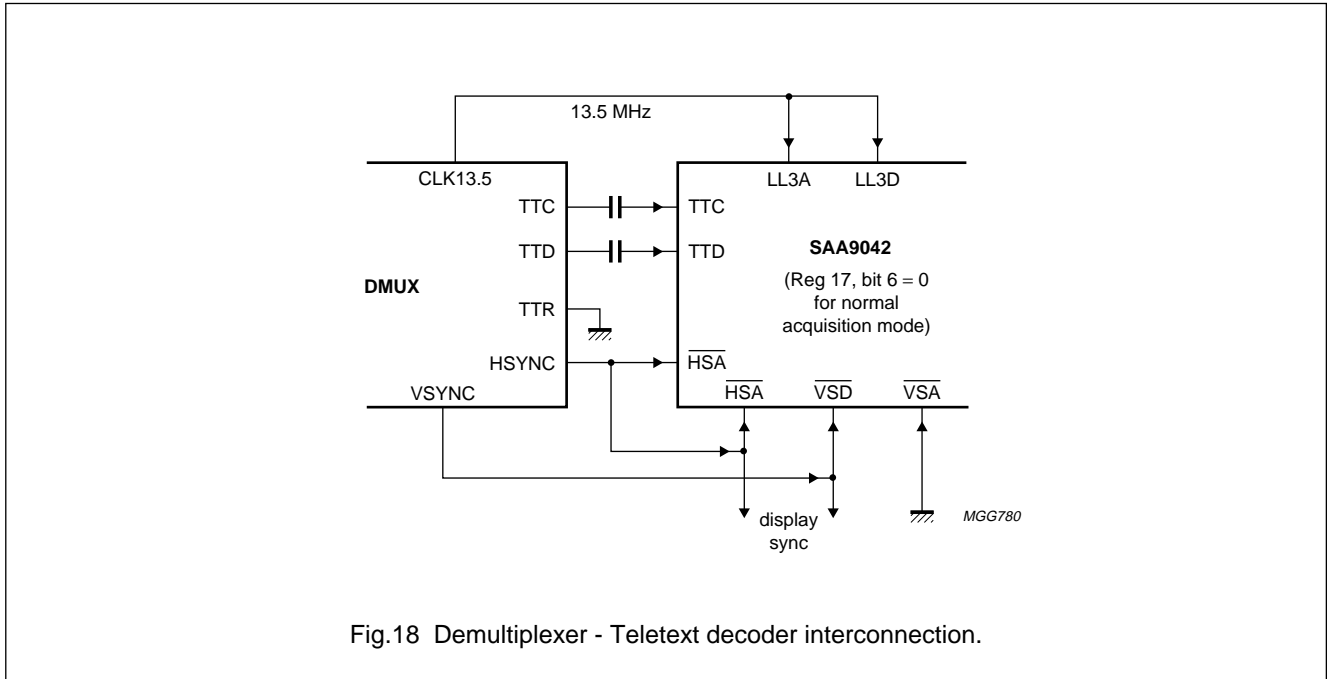 13.5 MHz
CLK13.5
LL3A
LL3D
TTC
TTC
TTD
TTD
SAA9042
(Reg 17, bit 6 = 0
for normal
acquisition mode)
DMUX
TTR
HSYNC
HSA
VSYNC
HSA
VSD
VSA
display
sync
MGG780
Fig.18 Demultiplexer - Teletext decoder interconnection.